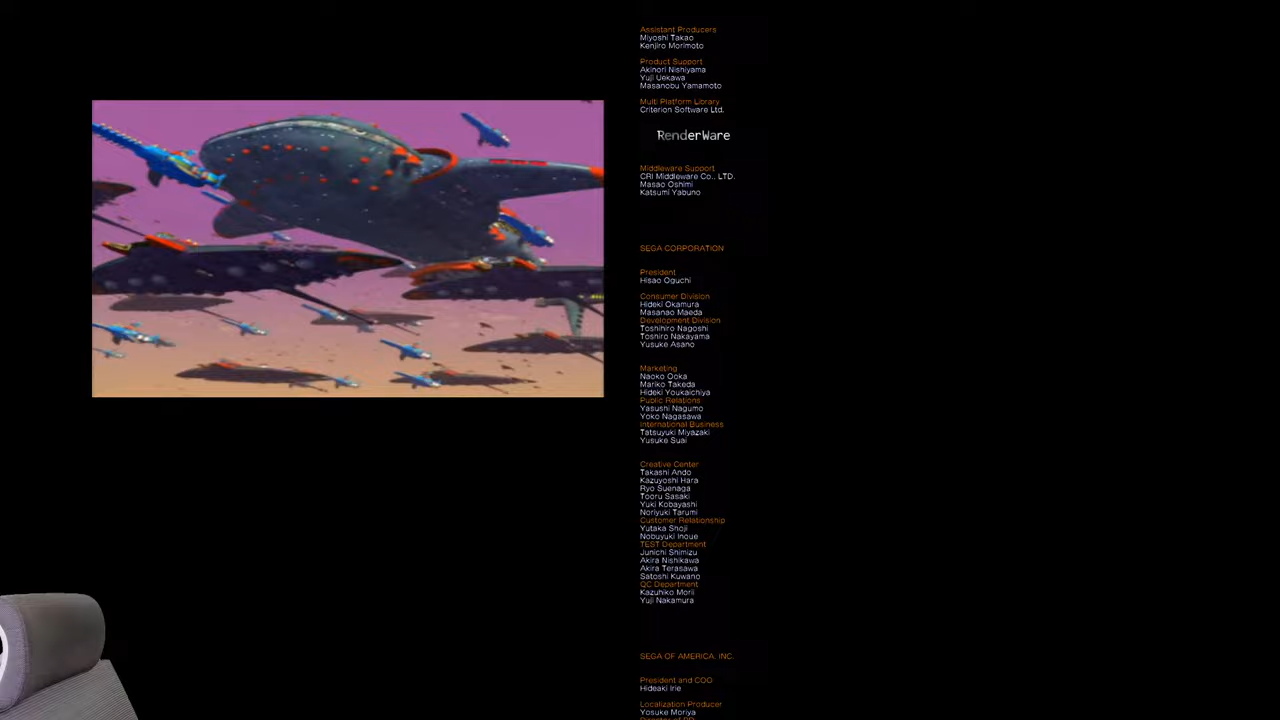 Assistant Producers
Miyoshi Takao
Kenjiro Morimoto
Product Support
Akinori Nishiyama
Yuji Uekawa
Masanobu Yamamoto
Multi Platform Library
Criterion Software Ltd.
RenderWare
Middleware Support
CRI Middleware Co., LTD.
Masao Oshimi
Katsumi Yabuno
SEGA CORPORATION
President
Hisao Oguchi
Consumer Division
Hideki Okamura
Masanao Maeda
Development Division
Toshihiro Nagoshi
Toshiro Nakayama
Yusuke Asano
Marketing
Naoko Ooka
Mariko Takeda
Hideki Youkaichiya
Public Relations
Yasushi Nagumo
Yoko Nagasawa
International Business
Tatsuyuki Miyazaki
Yusuke Suai
Creative Center
Takashi Ando
Kazuyoshi Hara
Ryo Suenaga
Tooru Sasaki
Yuki Kobayashi
Noriyuki Tarumi
Customer Relationship
Yutaka Shoji
Nobuyuki Inoue
TEST Department
Junichi Shimizu
Akira Nishikawa
Akira Terasawa
Satoshi Kuwano
QC Department
Kazuhiko Morii
Yuji Nakamura
SEGA OF AMERICA, INC.
President and COO
Hideaki Irie
Localization Producer
Yosuke Moriya